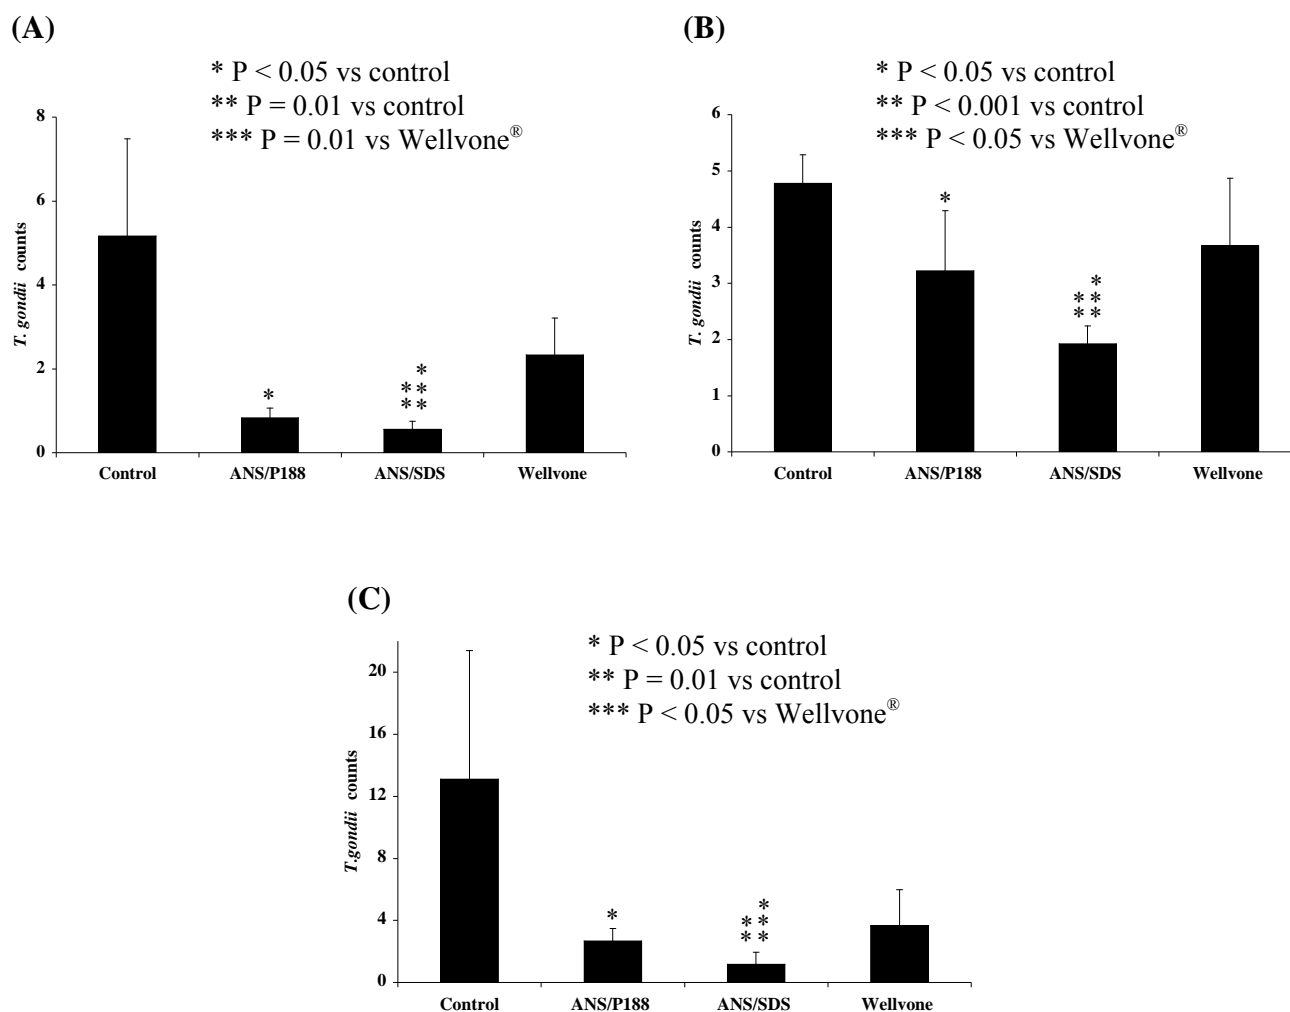 (A)
* P < 0.05 vs control
** P = 0.01 vs control
*** P = 0.01 vs Wellvone®
8
6
4
2
0
T. gondii counts
*
**
***
Control ANS/P188 ANS/SDS Wellvone
(B)
* P < 0.05 vs control
** P < 0.001 vs control
*** P < 0.05 vs Wellvone®
6
5
4
3
2
1
0
T. gondii counts
*
**
***
Control ANS/P188 ANS/SDS Wellvone
(C)
* P < 0.05 vs control
** P = 0.01 vs control
*** P < 0.05 vs Wellvone®
20
16
12
8
4
0
T.gondii counts
*
**
***
Control ANS/P188 ANS/SDS Wellvone